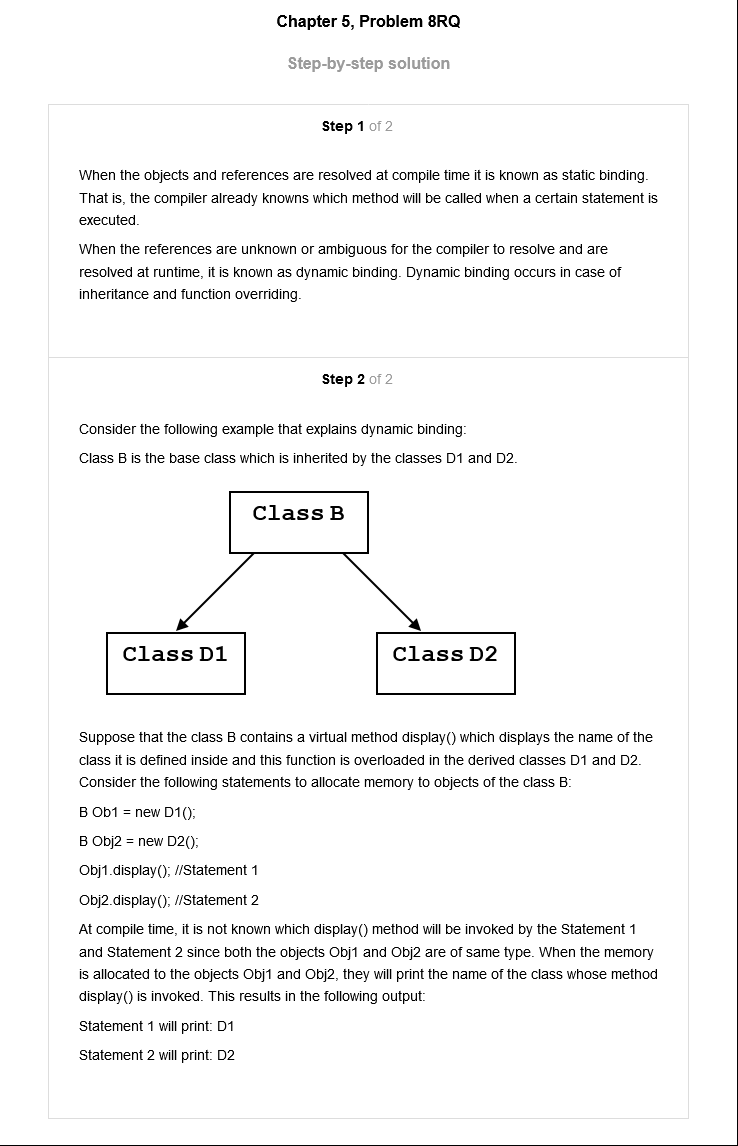 Chapter 5, Problem 8RQ
Step-by-step solution
Step 1 of 2
When the objects and references are resolved at compile time it is known as static binding.
That is, the compiler already knowns which method will be called when a certain statement is
executed.
When the references are unknown or ambiguous for the compiler to resolve and are
resolved at runtime, it is known as dynamic binding. Dynamic binding occurs in case of
inheritance and function overriding.
Step 2 of 2
Consider the following example that explains dynamic binding:
Class B is the base class which is inherited by the classes D1 and D2.
Class B
Class D1
Class D2
Suppose that the class B contains a virtual method display() which displays the name of the
class it is defined inside and this function is overloaded in the derived classes D1 and D2.
Consider the following statements to allocate memory to objects of the class B:
B Ob1 = new D1();
B Obj2 = new D2();
Obj1.display(); //Statement 1
Obj2.display(); //Statement 2
At compile time, it is not known which display() method will be invoked by the Statement 1
and Statement 2 since both the objects Obj1 and Obj2 are of same type. When the memory
is allocated to the objects Obj1 and Obj2, they will print the name of the class whose method
display() is invoked. This results in the following output:
Statement 1 will print: D1
Statement 2 will print: D2